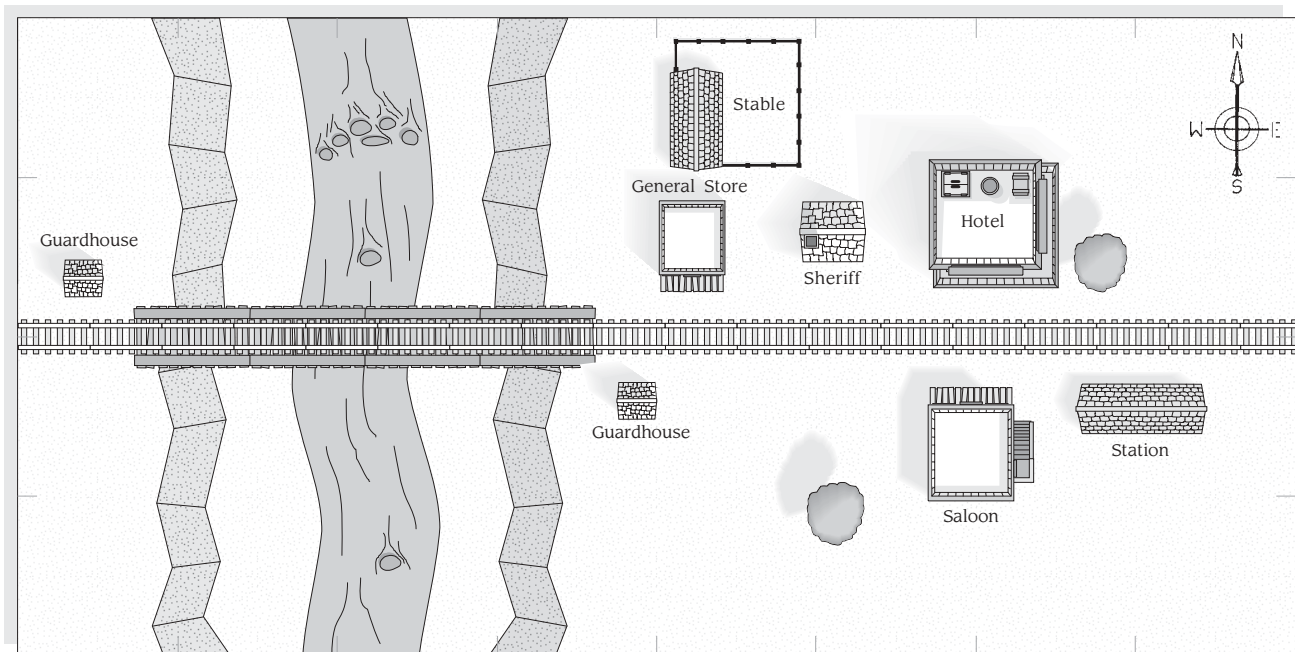 N
Stable
W
E
S
General Store
Hotel
Guardhouse
Sheriff
Guardhouse
Station
Saloon